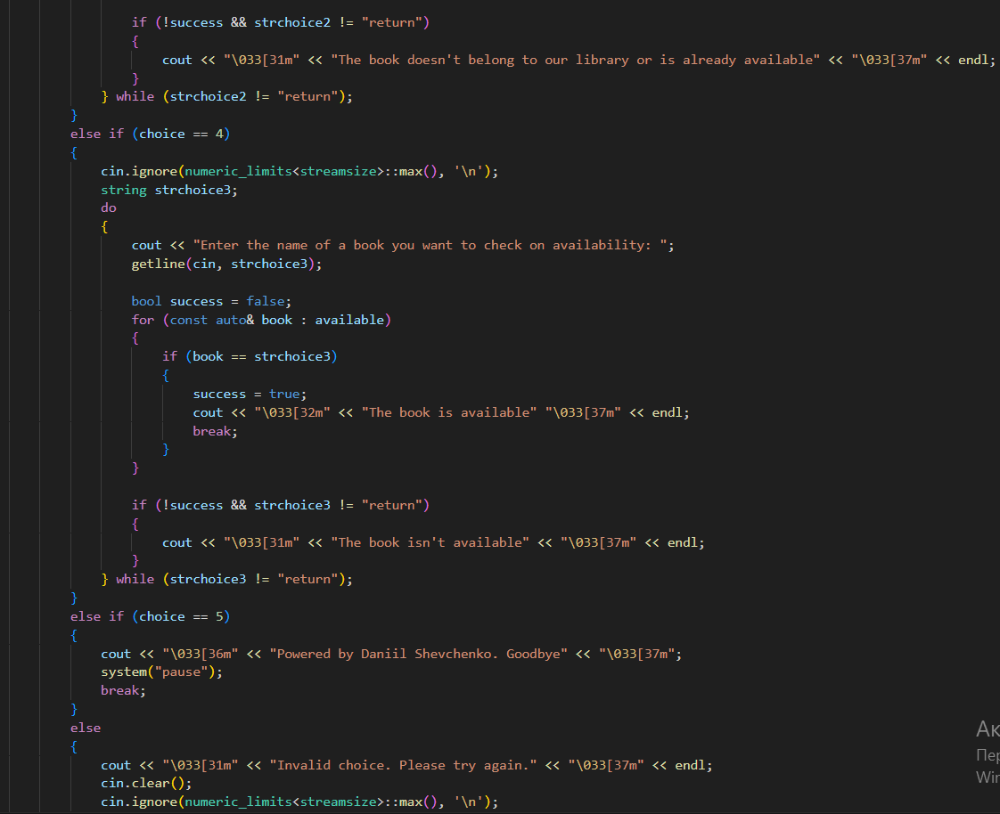 if (!success && strchoice2 != "return")
{
cout << "\033[31m" << "The book doesn't belong to our library or is already available" << "\033[37m" << endl;
}
} while (strchoice2 != "return");
}
else if (choice == 4)
{
cin.ignore(numeric_limits<streamsize>::max(), '\n');
string strchoice3;
do
{
cout << "Enter the name of a book you want to check on availability: ";
getline(cin, strchoice3);
bool success = false;
for (const auto& book : available)
{
if (book == strchoice3)
{
success = true;
cout << "\033[32m" << "The book is available" "\033[37m" << endl;
break;
}
}
if (!success && strchoice3 != "return")
{
cout << "\033[31m" << "The book isn't available" << "\033[37m" << endl;
}
} while (strchoice3 != "return");
}
else if (choice == 5)
{
cout << "\033[36m" << "Powered by Daniil Shevchenko. Goodbye" << "\033[37m";
system("pause");
break;
}
else
{
cout << "\033[31m" << "Invalid choice. Please try again." << "\033[37m" << endl;
cin.clear();
cin.ignore(numeric_limits<streamsize>::max(), '\n');